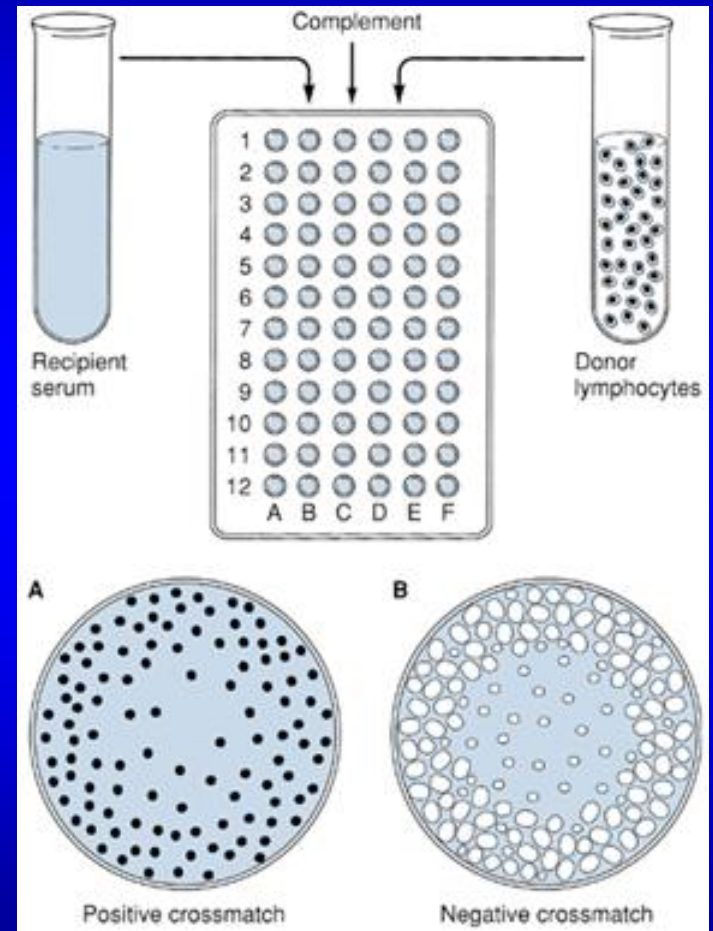 Complement
1
2
3
4
5
6
7
8
9
10
11
12
A B C D E F
Recipient
serum
Donor
lymphocytes
A
B
Positive crossmatch
Negative crossmatch